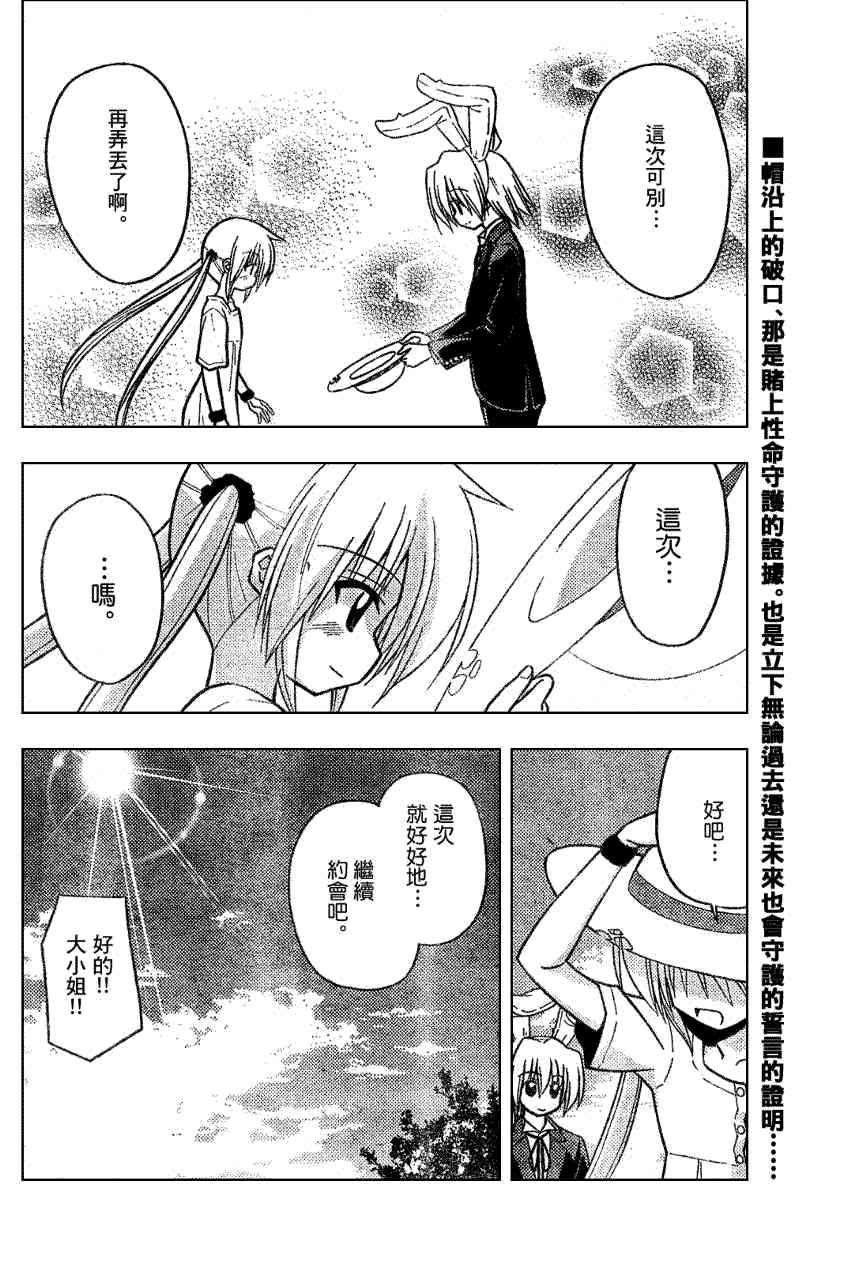 這次可別…
再弄丟了啊。
這次…
…嗎。
好吧…
這次
就好好地…
繼續
約會吧。
好的!!
大小姐!!
■帽沿上的破口、那是賭上性命守護的證據。也是立下無論過去還是未來也會守護的誓言的證明……